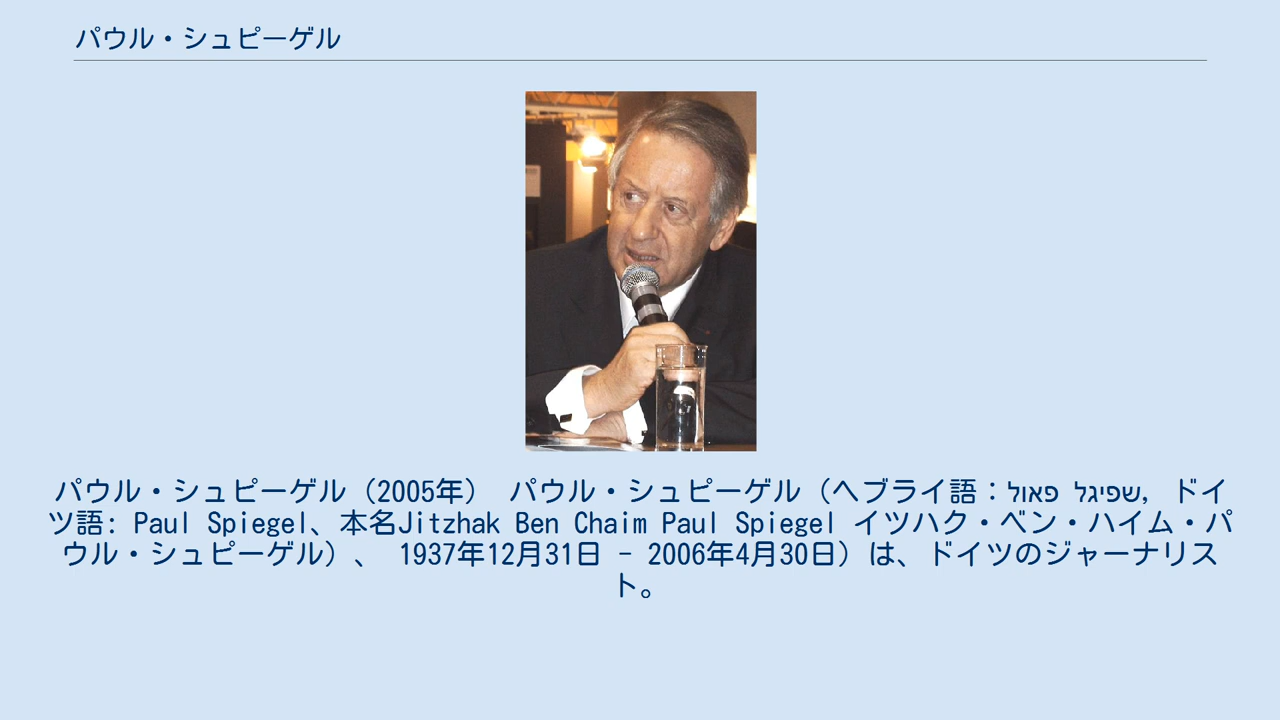 パウル・シュピーゲル
パウル・シュピーゲル（2005年） パウル・シュピーゲル（ヘブライ語：שפיגל פאול, ドイ
ツ語: Paul Spiegel、本名Jitzhak Ben Chaim Paul Spiegel イツハク・ベン・ハイム・パ
ウル・シュピーゲル）、 1937年12月31日 - 2006年4月30日）は、ドイツのジャーナリス
ト。